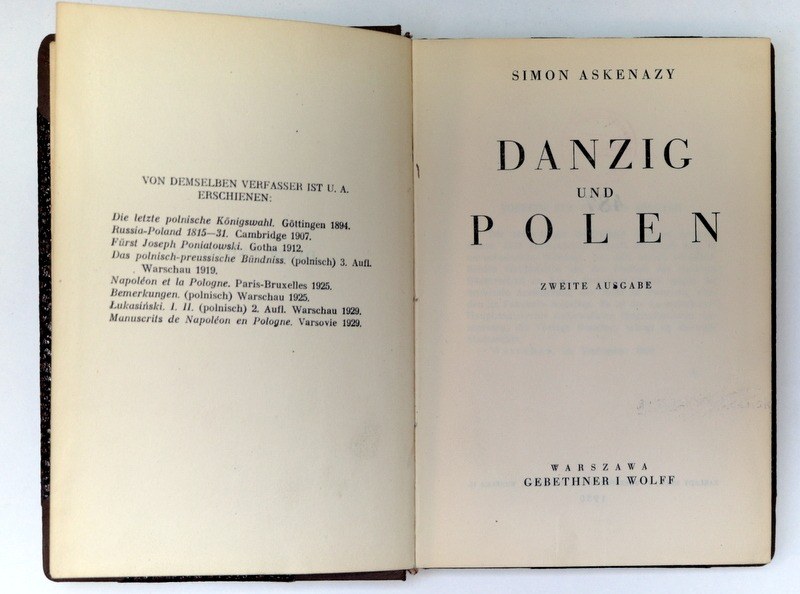 VON DEMSELBEN VERFASSER IST U. A.
ERSCHIENEN:
Die letzte polnische Königswahl. Göttingen 1894.
Russia-Poland 1815—31. Cambridge 1907.
Fürst Joseph Poniatowski. Gotha 1912.
Das polnisch-preussische Bündniss. (polnisch) 3. Aufl.
Warschau 1919.
Napoléon et la Pologne. Paris-Bruxelles 1925.
Bemerkungen. (polnisch) Warschau 1925.
Łukasiński. I. II. (polnisch) 2. Aufl. Warschau 1929.
Manuscrits de Napoléon en Pologne. Varsovie 1929.
SIMON ASKENAZY
DANZIG
UND
POLEN
ZWEITE AUSGABE
WARSZAWA
GEBETHNER I WOLFF